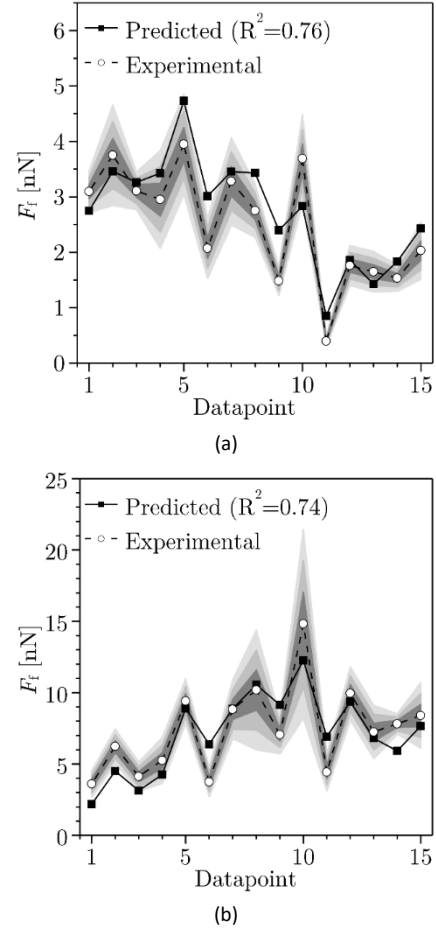 6
5
4
3
2
1
0
F_f [nN]
Predicted (R²=0.76)
Experimental
1
5
10
15
Datapoint
(a)
25
20
15
10
5
0
F_f [nN]
Predicted (R²=0.74)
Experimental
1
5
10
15
Datapoint
(b)